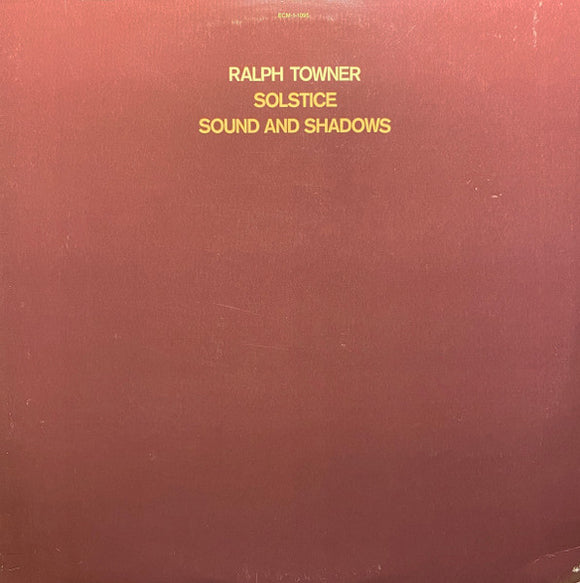 ECM-1-1095
RALPH TOWNER
SOLSTICE
SOUND AND SHADOWS